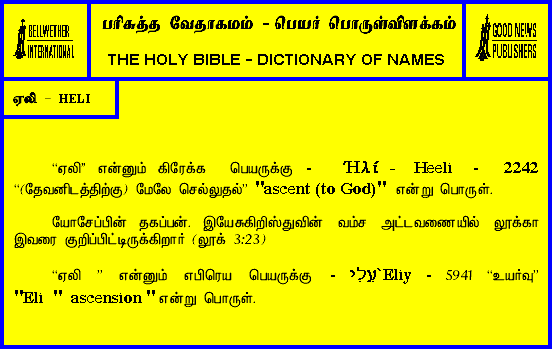 BELLWETHER
INTERNATIONAL
பரிசுத்த வேதாகமம் - பெயர் பொருள்விளக்கம்
THE HOLY BIBLE - DICTIONARY OF NAMES
GOOD NEWS
PUBLISHERS
ஏலி - HELI
“ஏலி” என்னும் கிரேக்க பெயருக்கு - Ἠλί - Heeli - 2242
“(தேவனிடத்திற்கு) மேலே செல்லுதல்” "ascent (to God)" என்று பொருள்.
யோசேப்பின் தகப்பன். இயேசுகிறிஸ்துவின் வம்ச அட்டவணையில் லூக்கா
இவரை குறிப்பிட்டிருக்கிறார் (லூக் 3:23)
“ஏலி ” என்னும் எபிரெய பெயருக்கு - עֲלִי`Eliy - 5941 “உயர்வு”
"Eli " ascension " என்று பொருள்.